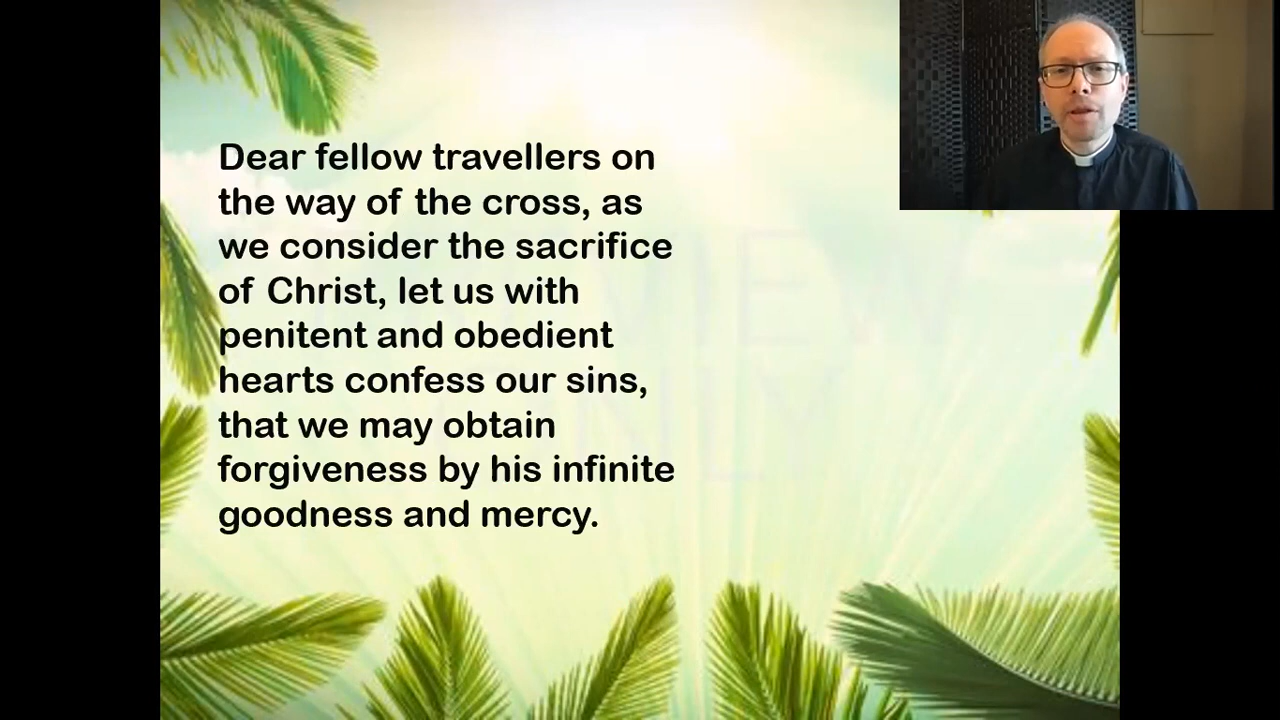 Dear fellow travellers on
the way of the cross, as
we consider the sacrifice
of Christ, let us with
penitent and obedient
hearts confess our sins,
that we may obtain
forgiveness by his infinite
goodness and mercy.